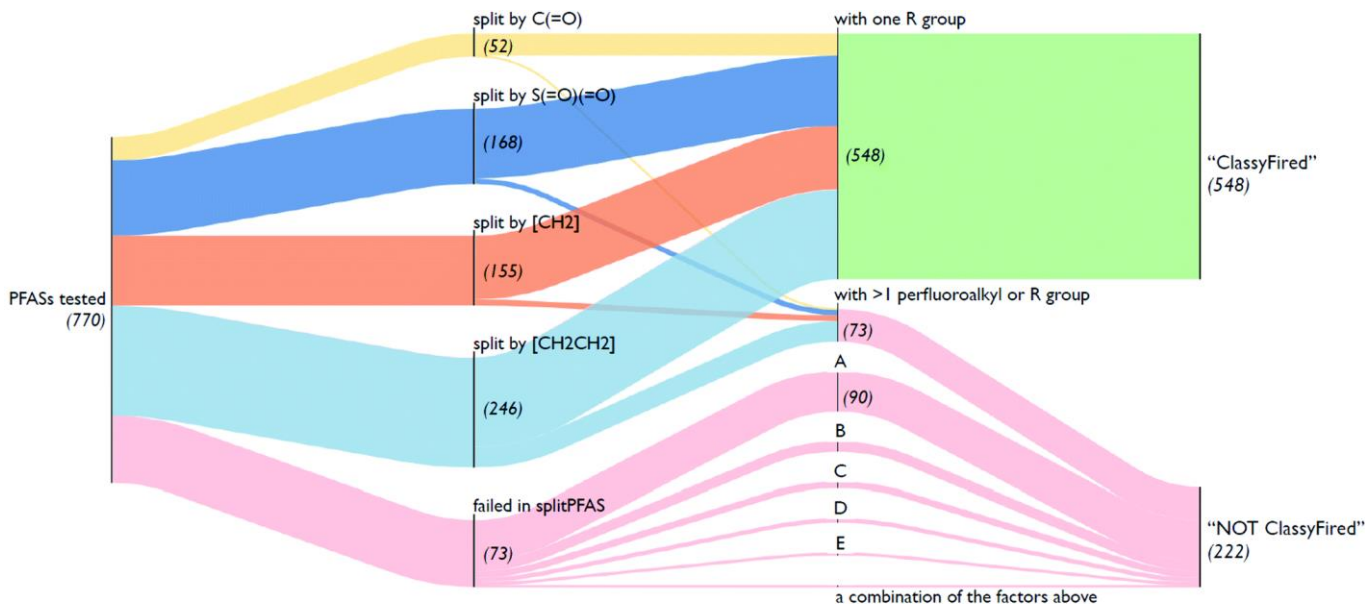 split by C(=O)
(52)
with one R group
split by S(=O)(=O)
(168)
(548)
"ClassyFired"
(548)
split by [CH2]
(155)
PFASs tested
(770)
with >1 perfluoroalkyl or R group
(73)
split by [CH2CH2]
(246)
A
(90)
B
C
failed in splitPFAS
(73)
D
E
"NOT ClassyFired"
(222)
a combination of the factors above